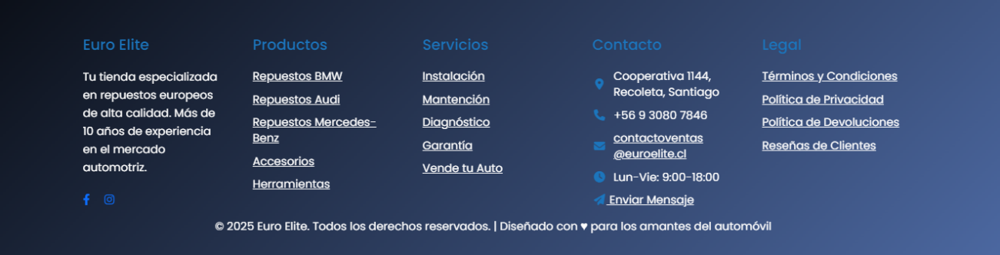 Euro Elite
Tu tienda especializada
en repuestos europeos
de alta calidad. Más de
10 años de experiencia
en el mercado
automotriz.
Productos
Repuestos BMW
Repuestos Audi
Repuestos Mercedes-
Benz
Accesorios
Herramientas
Servicios
Instalación
Mantención
Diagnóstico
Garantía
Vende tu Auto
Contacto
Cooperativa 1144,
Recoleta, Santiago
+56 9 3080 7846
contactoventas
@euroelite.cl
Lun-Vie: 9:00-18:00
Enviar Mensaje
Legal
Términos y Condiciones
Política de Privacidad
Política de Devoluciones
Reseñas de Clientes
© 2025 Euro Elite. Todos los derechos reservados. | Diseñado con ♥ para los amantes del automóvil